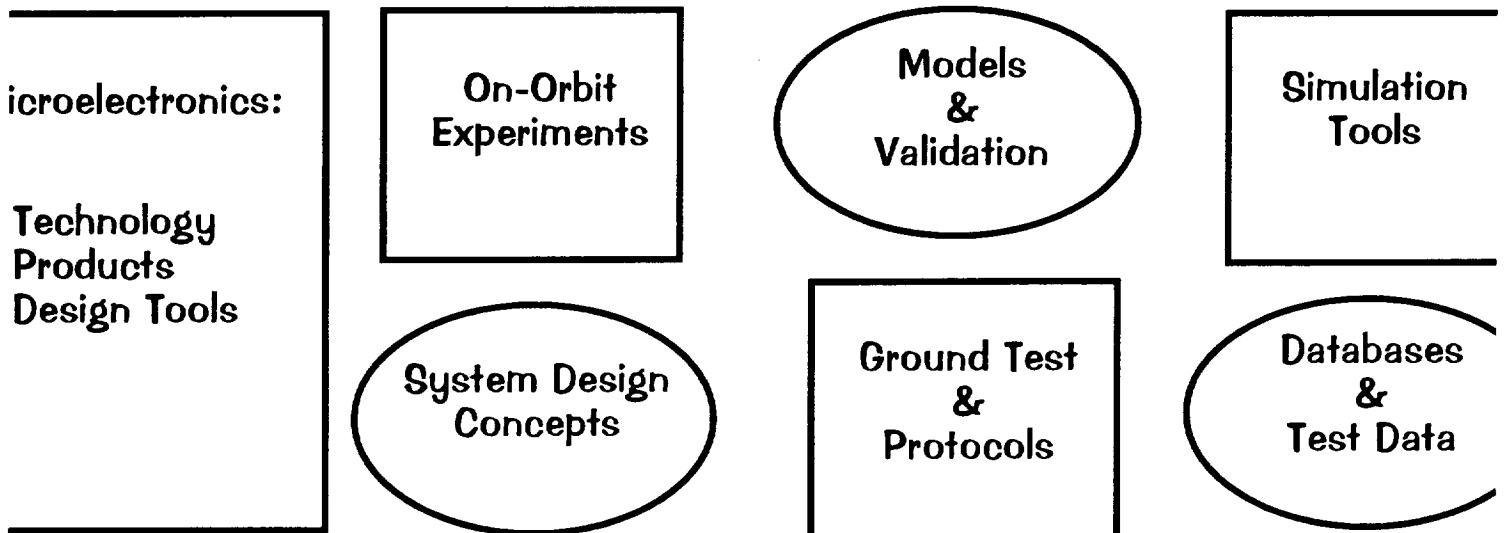 icroelectronics:
Technology
Products
Design Tools
On-Orbit
Experiments
System Design
Concepts
Models
&
Validation
Ground Test
&
Protocols
Simulation
Tools
Databases
&
Test Data